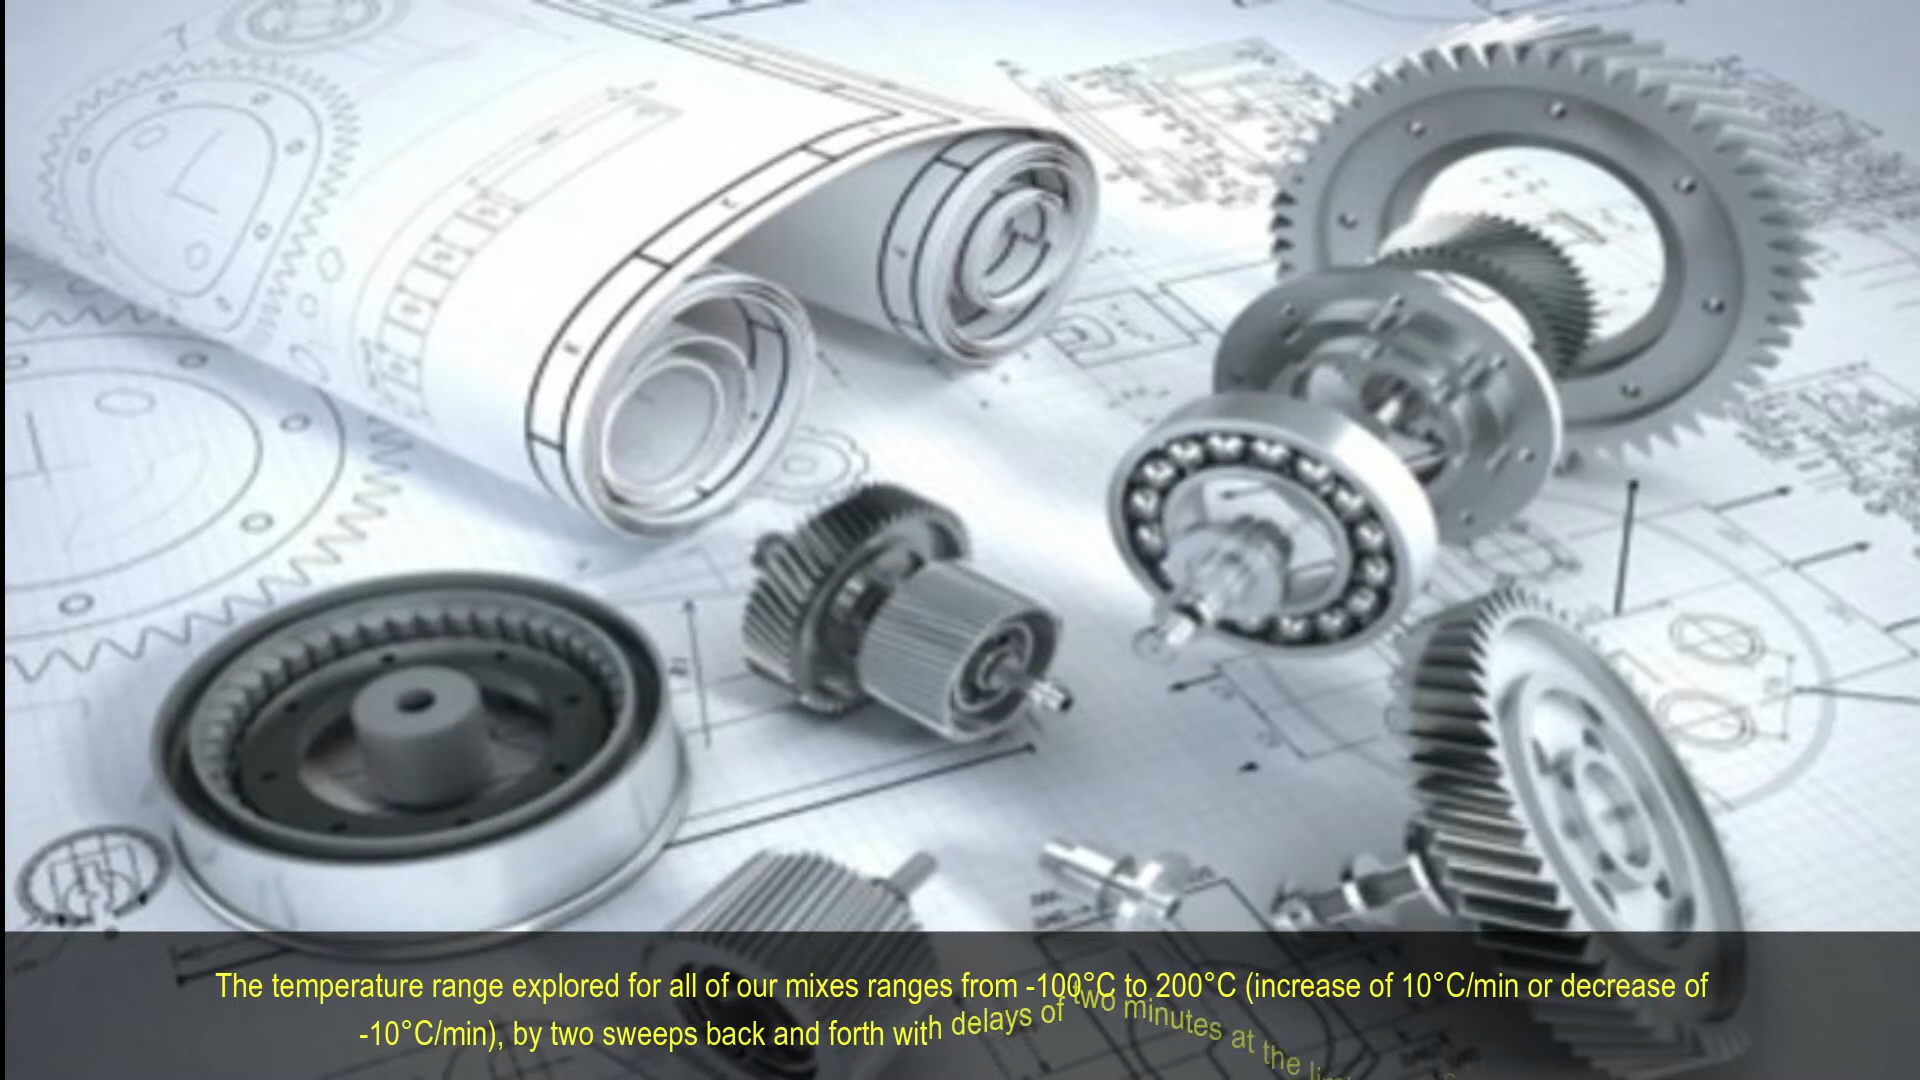 The temperature range explored for all of our mixes ranges from -100°C to 200°C (increase of 10°C/min or decrease of
-10°C/min), by two sweeps back and forth with delays of two minutes at the